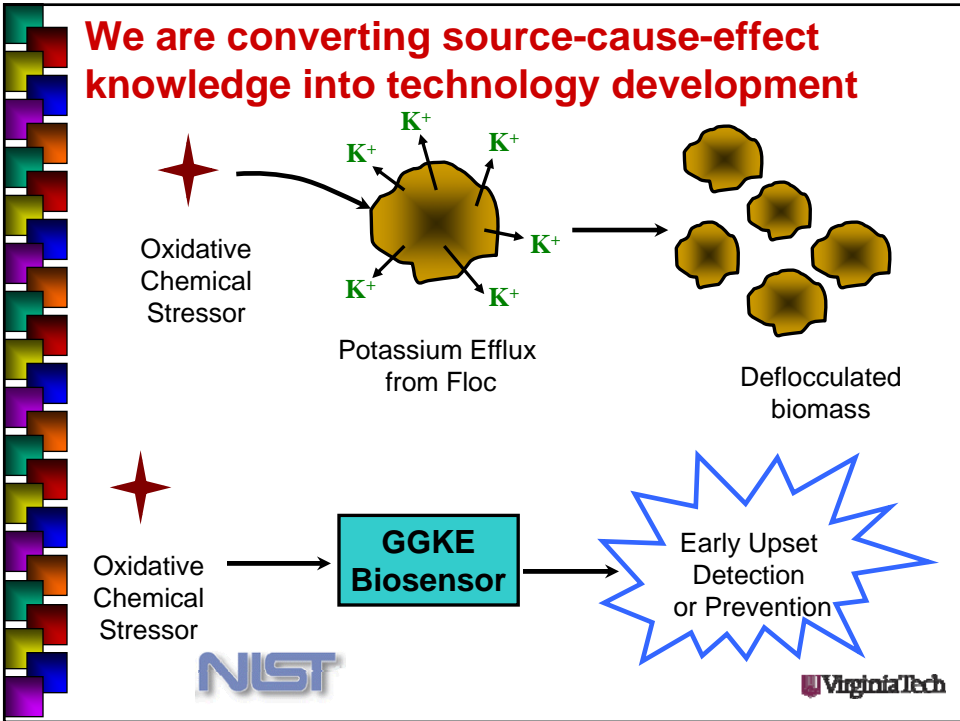 We are converting source-cause-effect
knowledge into technology development
K+
K+
K+
K+
K+
K+
Oxidative
Chemical
Stressor
Potassium Efflux
from Floc
Deflocculated
biomass
Oxidative
Chemical
Stressor
GGKE
Biosensor
Early Upset
Detection
or Prevention
NIST
VirginiaTech